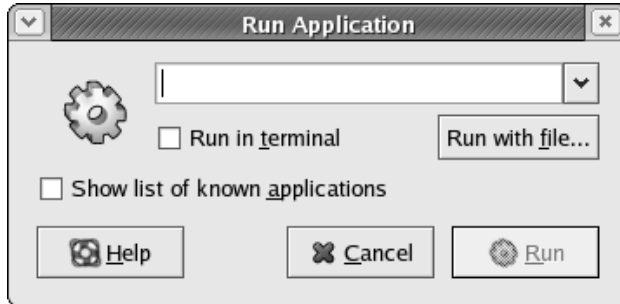 Run Application
Run in terminal
Run with file...
Show list of known applications
Help
Cancel
Run